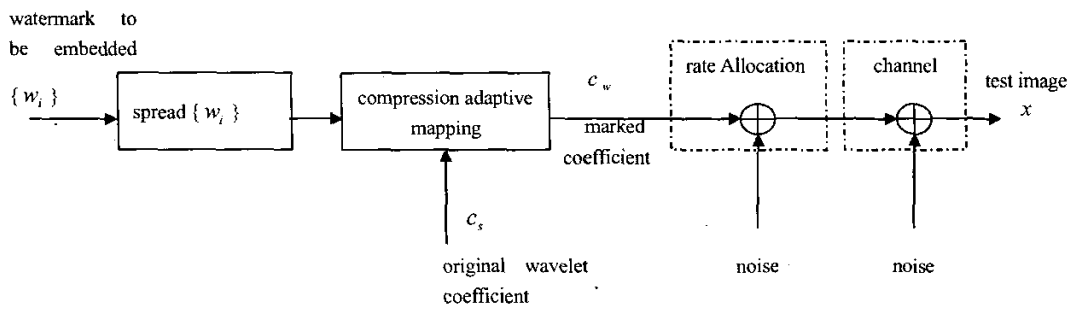 watermark to
be embedded
{ w_i }
spread { w_i }
compression adaptive
mapping
c_w
marked
coefficient
rate Allocation
channel
test image
x
c_s
original wavelet
coefficient
noise
noise